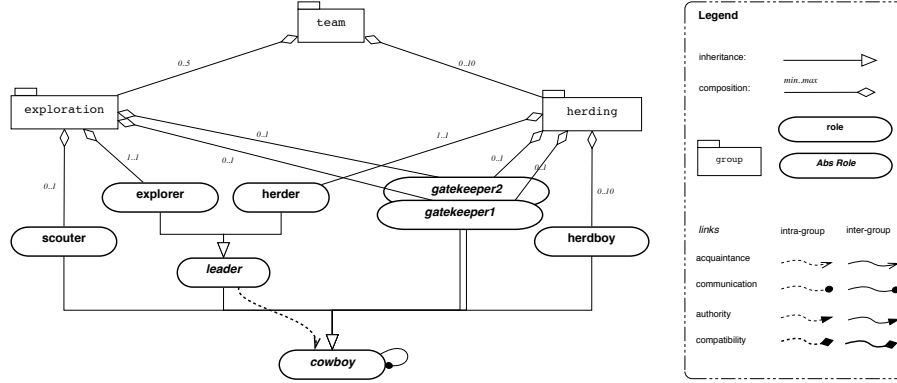 team
0..5
0..10
exploration
herding
0..1
1..1
0..1
1..1
0..1
0..1
0..1
0..10
explorer
herder
gatekeeper2
gatekeeper1
scouter
herdboy
leader
cowboy
Legend
inheritance:
min..max
composition:
role
group
Abs Role
links intra-group inter-group
acquaintance
communication
authority
compatibility